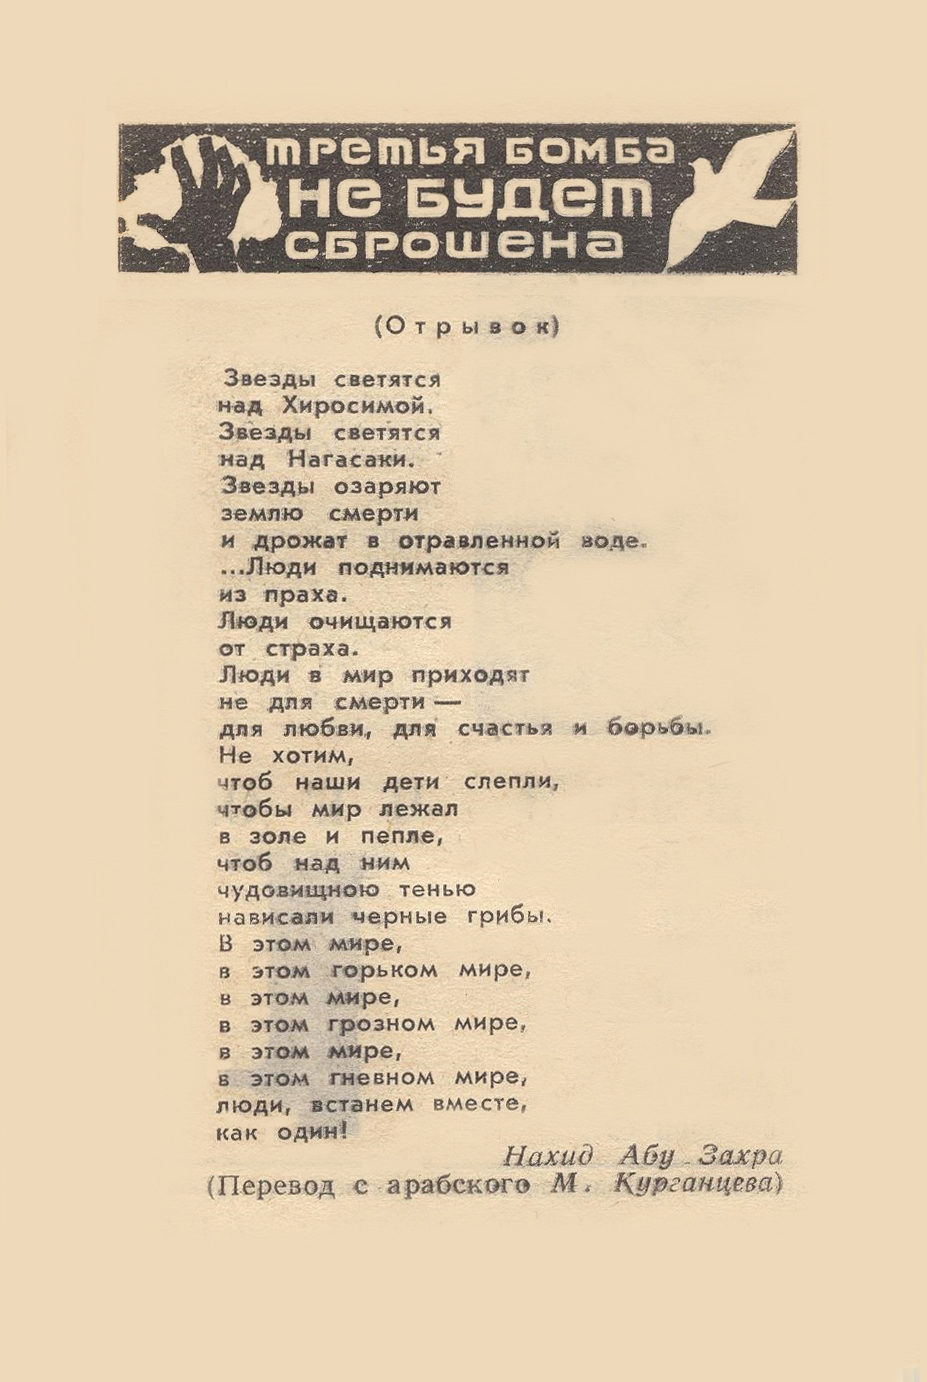 третья бомба
не будет
сброшена
(Отрывок)
Звезды светятся
над Хиросимой.
Звезды светятся
над Нагасаки.
Звезды озаряют
землю смерти
и дрожат в отравленной воде.
...Люди поднимаются
из праха.
Люди очищаются
от страха.
Люди в мир приходят
не для смерти —
для любви, для счастья и борьбы.
Не хотим,
чтоб наши дети слепли,
чтобы мир лежал
в золе и пепле,
чтоб над ним
чудовищною тенью
нависали черные грибы.
В этом мире,
в этом горьком мире,
в этом мире,
в этом грозном мире,
в этом мире,
в этом гневном мире,
люди, встанем вместе,
как один!
Нахид Абу Захра
(Перевод с арабского М. Курганцева)